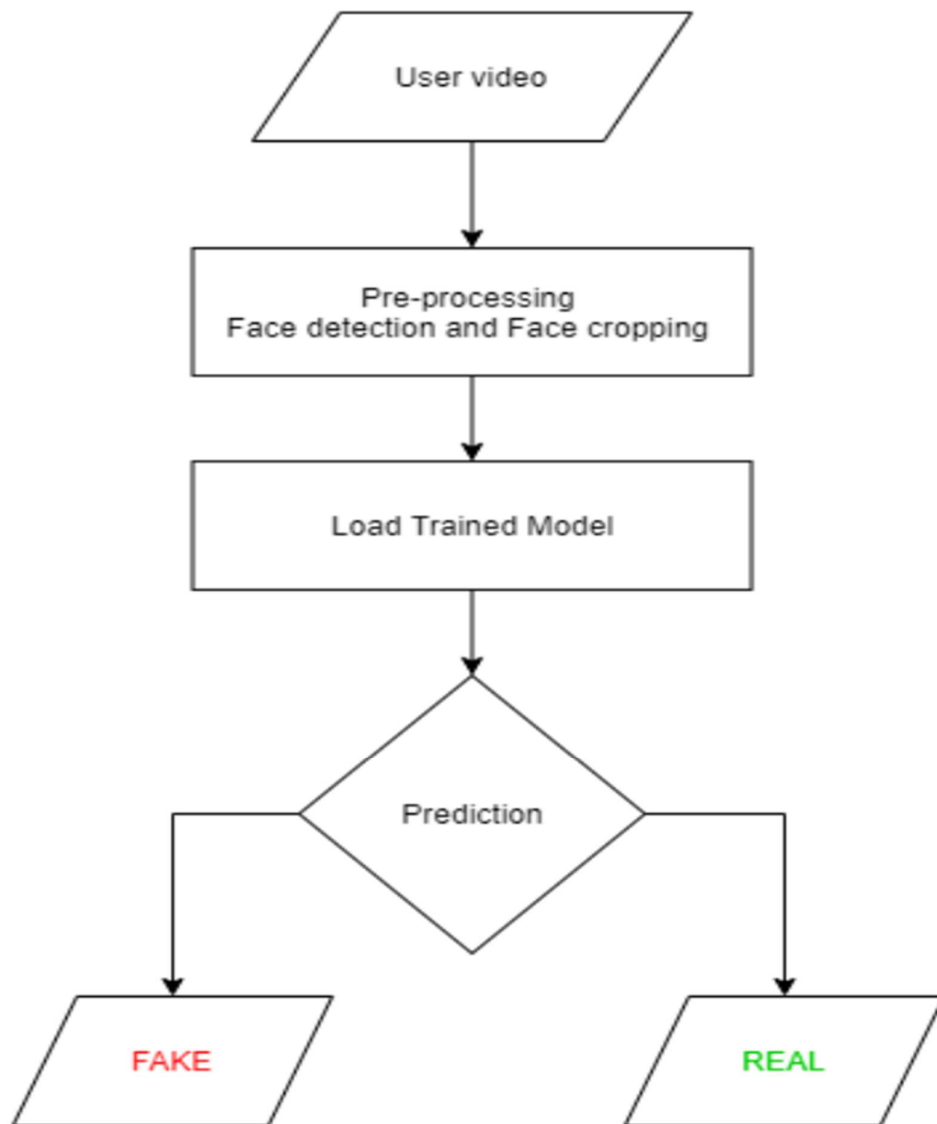 User video
Pre-processing
Face detection and Face cropping
Load Trained Model
Prediction
FAKE
REAL